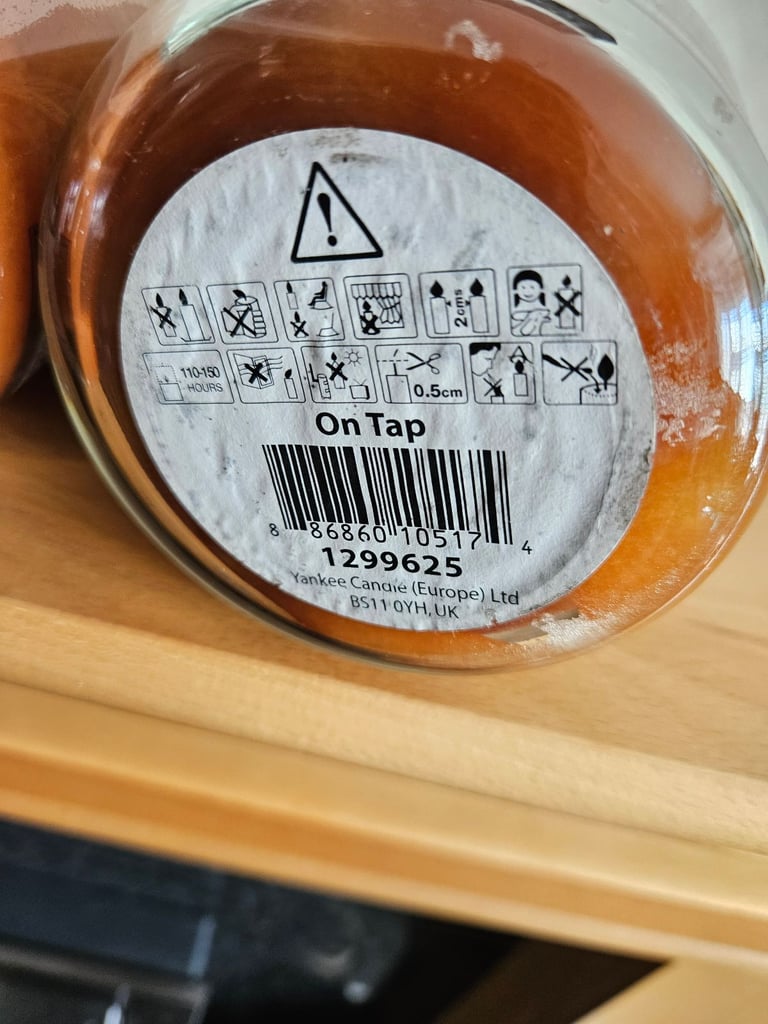 2cms
110-150
HOURS
0.5cm
On Tap
8 86860 10517 4
1299625
Yankee Candle (Europe) Ltd
BS11 0YH, UK